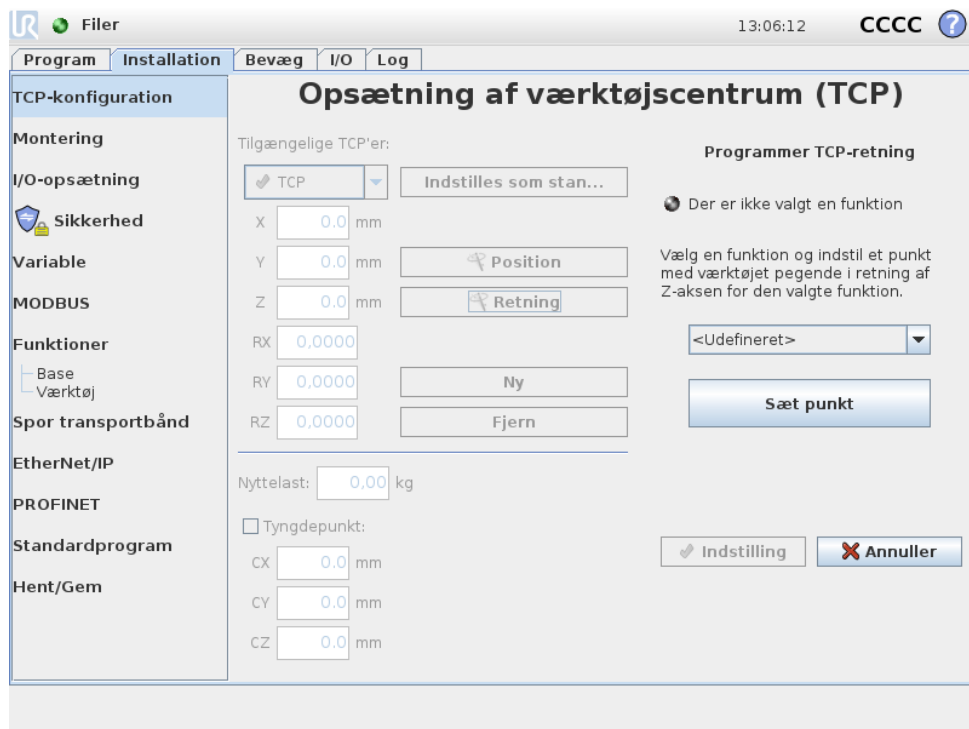 UR Filer 13:06:12 CCCC ?
Program Installation Bevæg I/O Log
TCP-konfiguration
Montering
I/O-opsætning
Sikkerhed
Variable
MODBUS
Funktioner
Base
Værktøj
Spor transportbånd
EtherNet/IP
PROFINET
Standardprogram
Hent/Gem
Opsætning af værktøjscentrum (TCP)
Tilgængelige TCP'er:
TCP Indstilles som stan...
X 0.0 mm
Y 0.0 mm Position
Z 0.0 mm Retning
RX 0,0000
RY 0,0000 Ny
RZ 0,0000 Fjern
Nyttelast: 0,00 kg
Tyngdepunkt:
CX 0.0 mm
CY 0.0 mm
CZ 0.0 mm
Programmer TCP-retning
Der er ikke valgt en funktion
Vælg en funktion og indstil et punkt
med værktøjet pegende i retning af
Z-aksen for den valgte funktion.
<Udefineret>
Sæt punkt
Indstilling Annuller